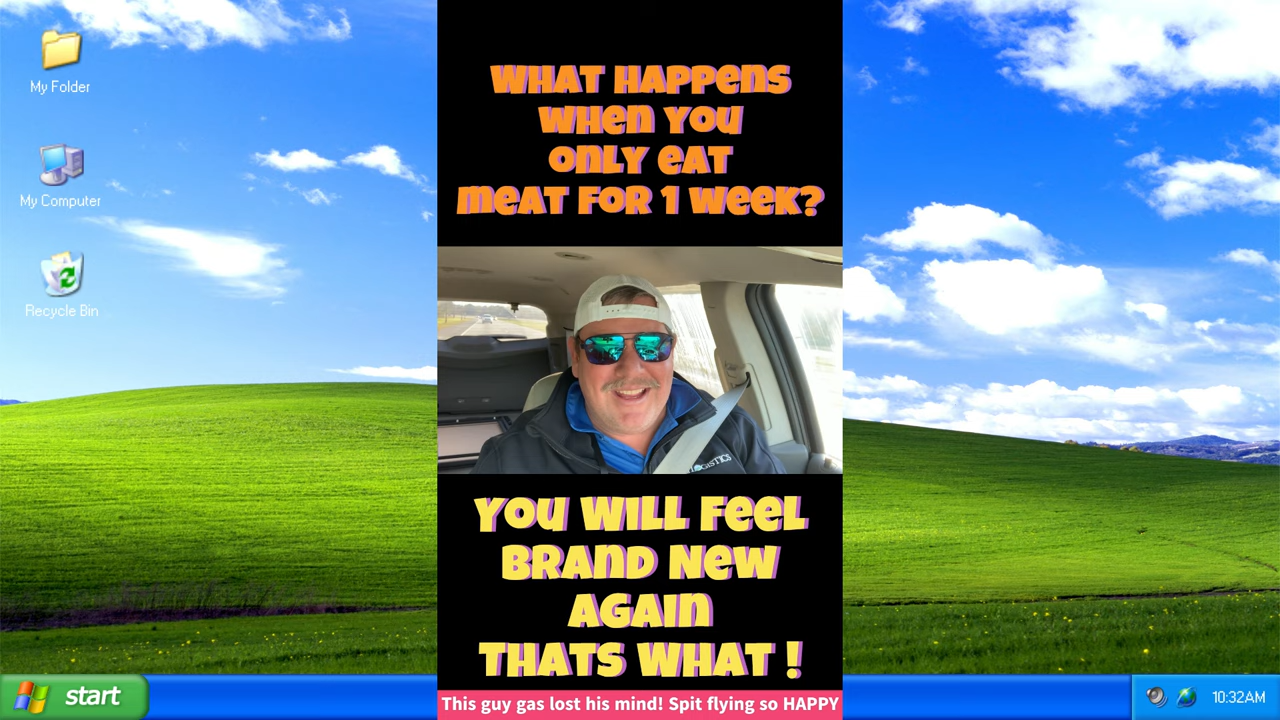 My Folder
My Computer
Recycle Bin
WHAT HAPPENS
WHEN YOU
ONLY EAT
MEAT FOR 1 WEEK?
LOGISTICS
YOU WILL FEEL
BRAND NEW
AGAIN
THATS WHAT !
This guy gas lost his mind! Spit flying so HAPPY
start
10:32AM